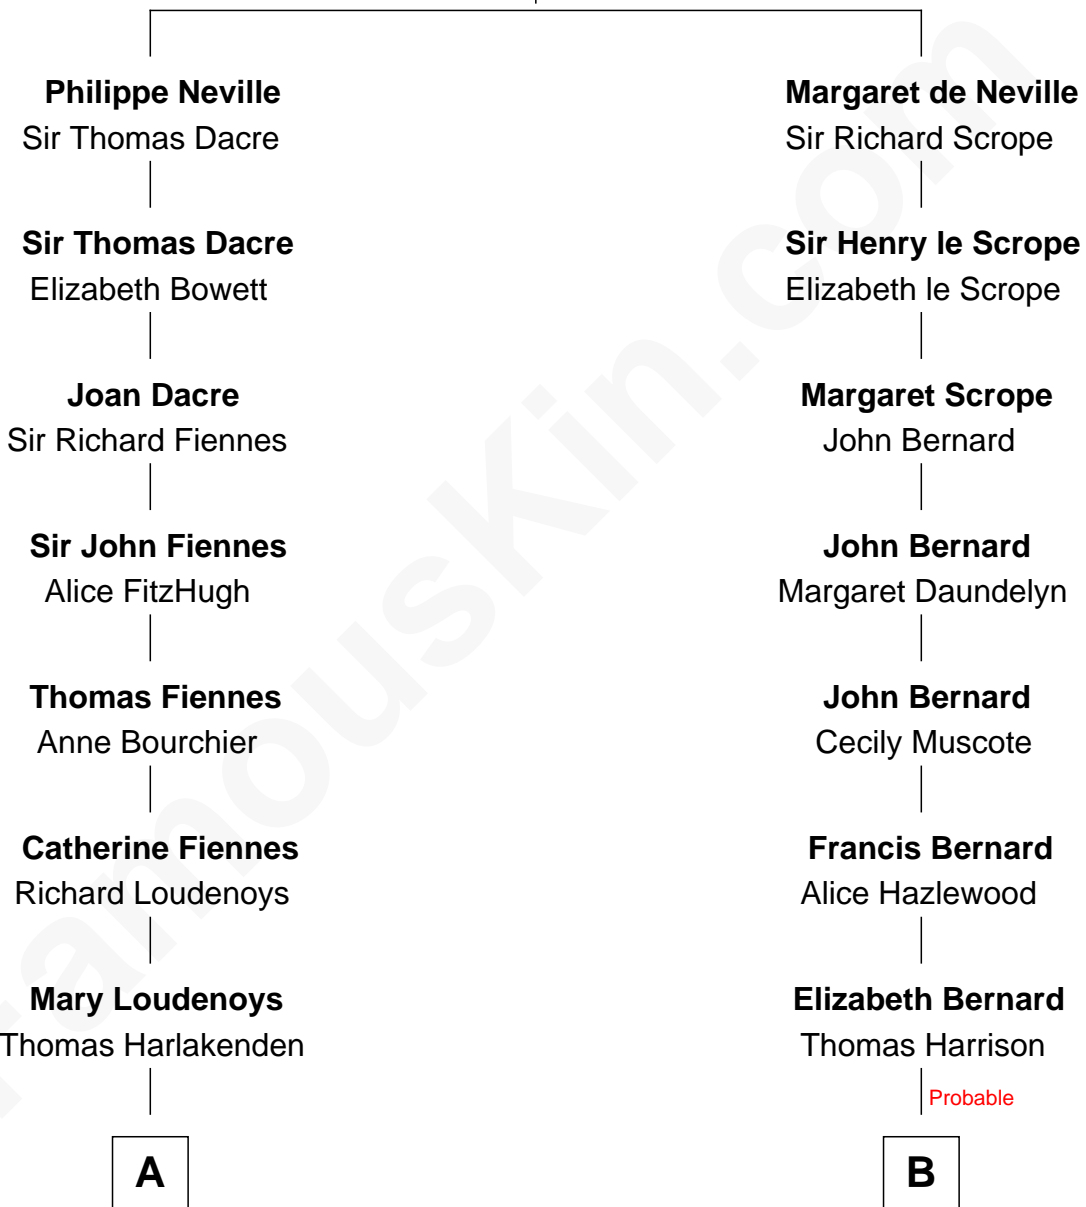 Philippe Neville
Sir Thomas Dacre
Sir Thomas Dacre
Elizabeth Bowett
Joan Dacre
Sir Richard Fiennes
Sir John Fiennes
Alice FitzHugh
Thomas Fiennes
Anne Bourchier
Catherine Fiennes
Richard Loudenoys
Mary Loudenoys
Thomas Harlakenden
A
Margaret de Neville
Sir Richard Scrope
Sir Henry le Scrope
Elizabeth le Scrope
Margaret Scrope
John Bernard
John Bernard
Margaret Daundelyn
John Bernard
Cecily Muscote
Francis Bernard
Alice Hazlewood
Elizabeth Bernard
Thomas Harrison
Probable
B
FamousKin.com